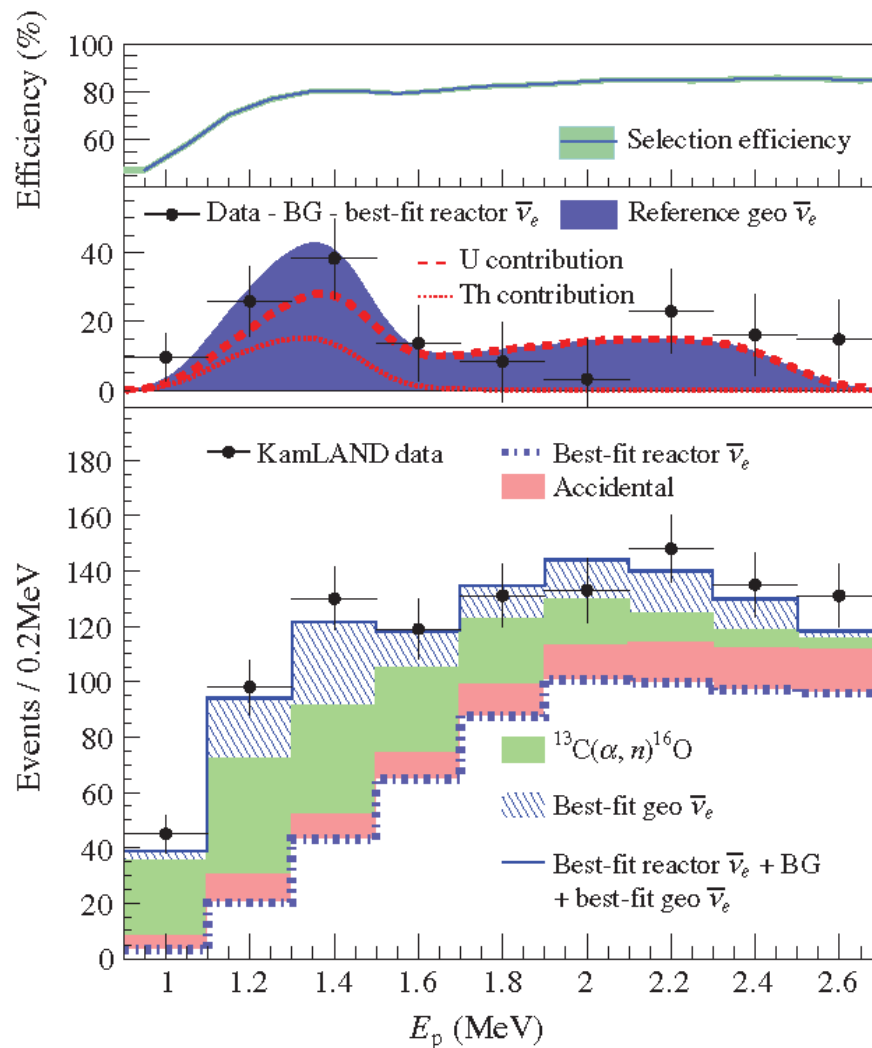 Efficiency (%)
100
80
60
Selection efficiency
Data - BG - best-fit reactor ν̅ₑ
Reference geo ν̅ₑ
40
20
0
U contribution
Th contribution
KamLAND data
Best-fit reactor ν̅ₑ
Accidental
Events / 0.2MeV
180
160
140
120
100
80
60
40
20
0
¹³C(α, n)¹⁶O
Best-fit geo ν̅ₑ
Best-fit reactor ν̅ₑ + BG
+ best-fit geo ν̅ₑ
1 1.2 1.4 1.6 1.8 2 2.2 2.4 2.6
Eₚ (MeV)